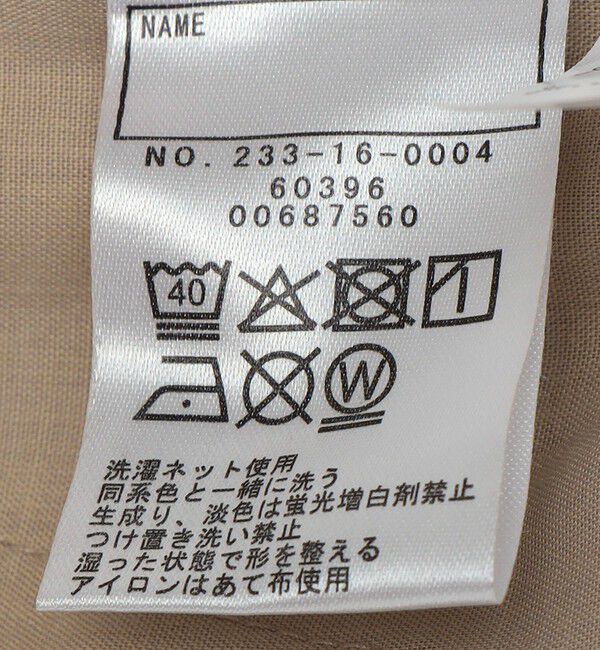 NAME
NO. 233-16-0004
60396
00687560
40
W
洗濯ネット使用
同系色と一緒に洗う
生成り、淡色は蛍光増白剤禁止
つけ置き洗い禁止
湿った状態で形を整える
アイロンはあて布使用